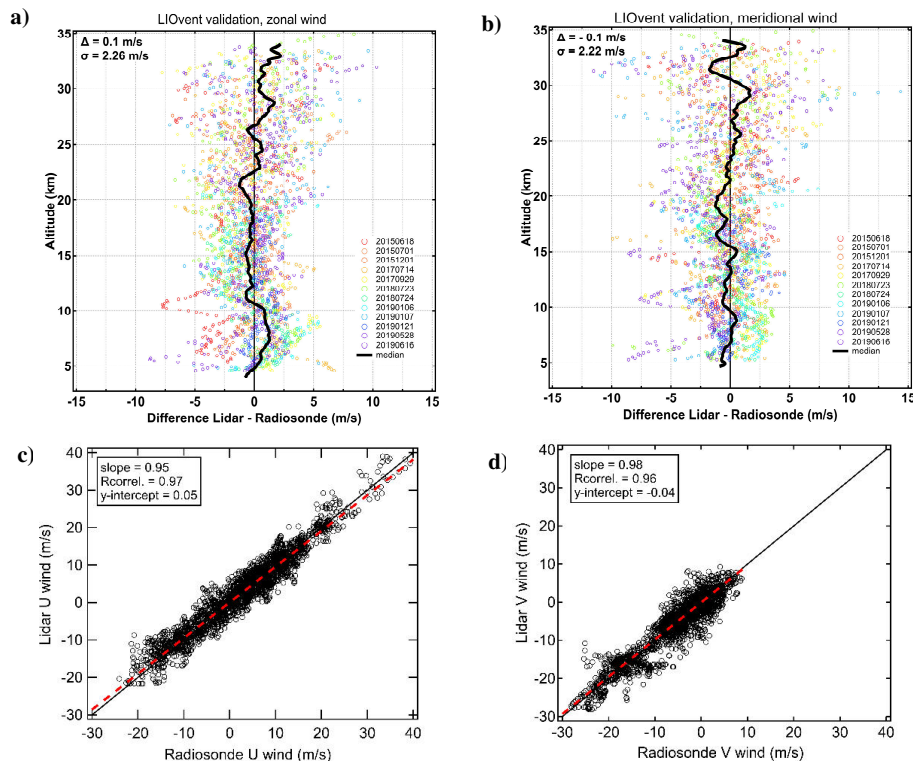 a)
LIOvent validation, zonal wind
Δ = 0.1 m/s
σ = 2.26 m/s
35
30
25
20
15
10
5
Altitude (km)
20150618
20150701
20151201
20170714
20170929
20180723
20180724
20190106
20190107
20190121
20190528
20190616
median
-15 -10 -5 0 5 10 15
Difference Lidar - Radiosonde (m/s)
b)
LIOvent validation, meridional wind
Δ = - 0.1 m/s
σ = 2.22 m/s
35
30
25
20
15
10
5
Altitude (km)
20150618
20150701
20151201
20170714
20170929
20180723
20180724
20190106
20190107
20190121
20190528
20190616
median
-15 -10 -5 0 5 10 15
Difference Lidar - Radiosonde (m/s)
c)
slope = 0.95
Rcorrel. = 0.97
y-intercept = 0.05
40
30
20
10
0
-10
-20
-30
Lidar U wind (m/s)
-30 -20 -10 0 10 20 30 40
Radiosonde U wind (m/s)
d)
slope = 0.98
Rcorrel. = 0.96
y-intercept = -0.04
40
30
20
10
0
-10
-20
-30
Lidar V wind (m/s)
-30 -20 -10 0 10 20 30 40
Radiosonde V wind (m/s)